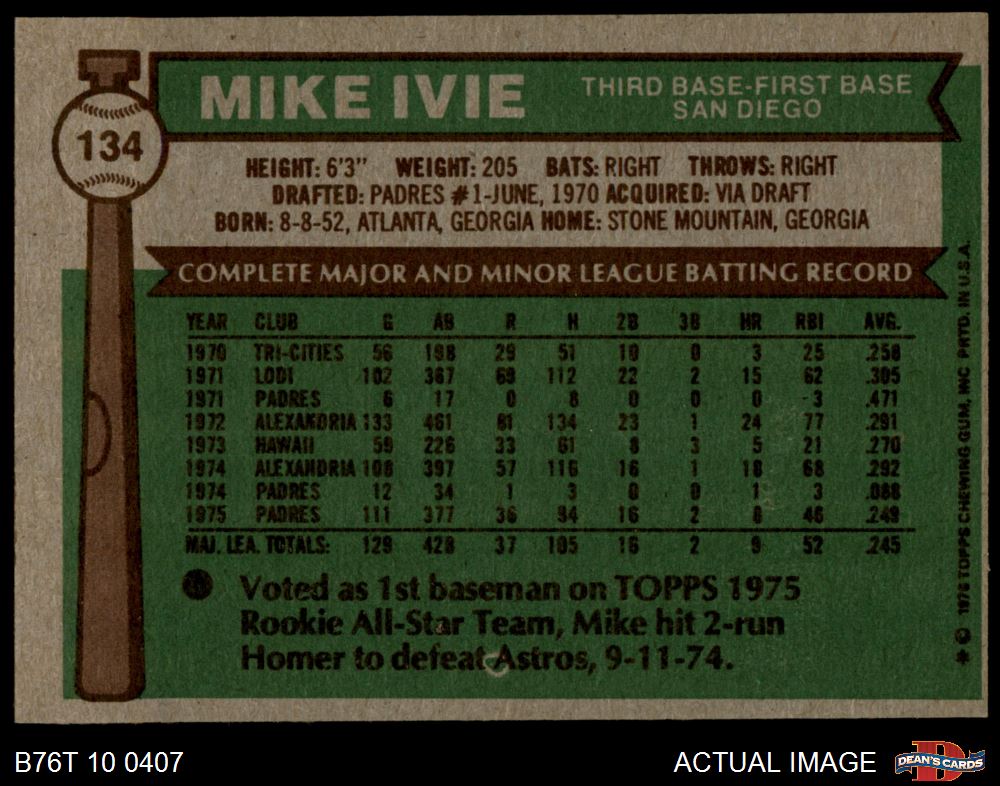 134
MIKE IVIE
THIRD BASE-FIRST BASE
SAN DIEGO
HEIGHT: 6'3" WEIGHT: 205 BATS: RIGHT THROWS: RIGHT
DRAFTED: PADRES #1-JUNE, 1970 ACQUIRED: VIA DRAFT
BORN: 8-8-52, ATLANTA, GEORGIA HOME: STONE MOUNTAIN, GEORGIA
COMPLETE MAJOR AND MINOR LEAGUE BATTING RECORD
YEAR CLUB G AB R H 2B 3B HR RBI AVG.
1970 TRI-CITIES 56 198 29 51 10 0 3 25 .258
1971 LODI 102 367 69 112 22 2 15 62 .305
1971 PADRES 6 17 0 8 0 0 0 3 .471
1972 ALEXANDRIA 133 461 81 134 23 1 24 77 .291
1973 HAWAII 59 226 33 61 8 3 5 21 .270
1974 ALEXANDRIA 106 397 57 116 16 1 18 68 .292
1974 PADRES 12 34 1 3 0 0 1 3 .088
1975 PADRES 111 377 36 94 16 2 8 46 .249
MAJ. LEA. TOTALS: 129 428 37 105 16 2 9 52 .245
Voted as 1st baseman on TOPPS 1975
Rookie All-Star Team, Mike hit 2-run
Homer to defeat Astros, 9-11-74.
* © 1976 TOPPS CHEWING GUM, INC PRTD. IN U.S.A.
B76T 10 0407
ACTUAL IMAGE
DEAN'S CARDS